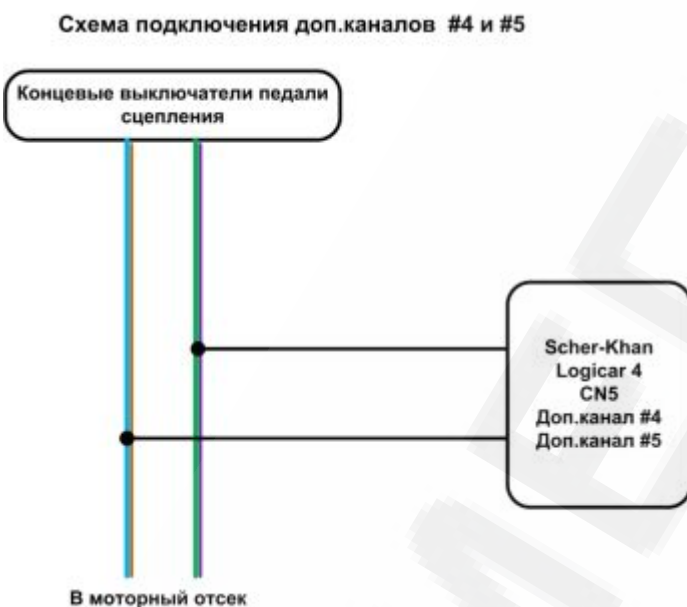 Схема подключения доп.каналов #4 и #5
Концевые выключатели педали
сцепления
Scher-Khan
Logicar 4
CN5
Доп.канал #4
Доп.канал #5
В моторный отсек